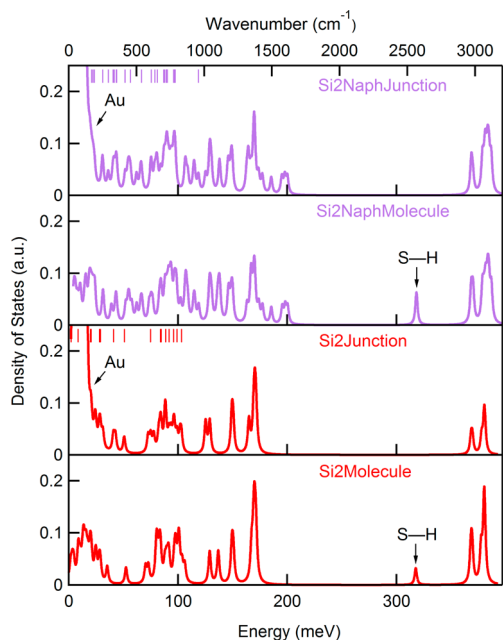 Wavenumber (cm⁻¹)
0 500 1000 1500 2000 2500 3000
Density of States (a.u.)
0.2
0.1
0
Au
Si2NaphJunction
0.2
0.1
0
Si2NaphMolecule
S—H
0.2
0.1
0
Au
Si2Junction
0.2
0.1
0
Si2Molecule
S—H
0 100 200 300
Energy (meV)